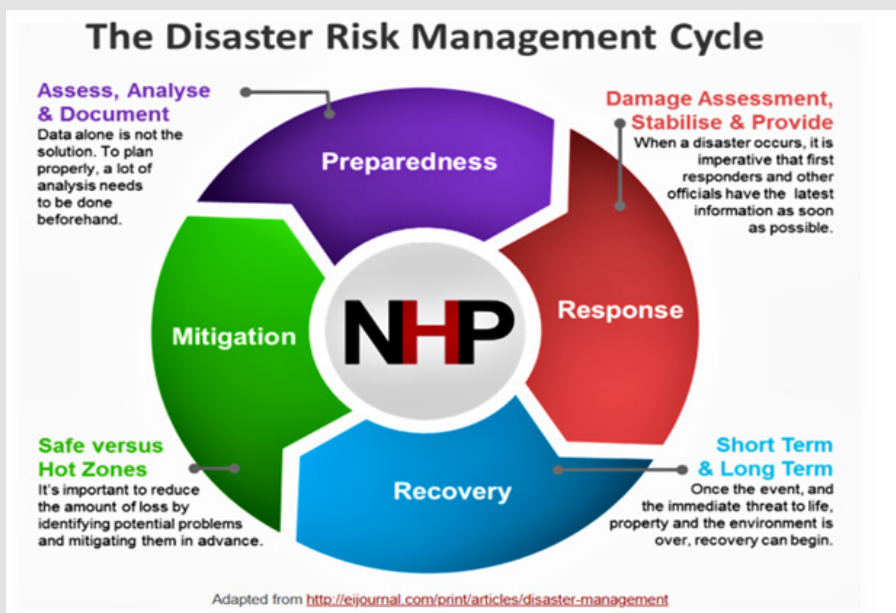 The Disaster Risk Management Cycle
Assess, Analyse
& Document
Data alone is not the
solution. To plan
properly, a lot of
analysis needs
to be done
beforehand.
Preparedness
Damage Assessment,
Stabilise & Provide
When a disaster occurs, it is
imperative that first
responders and other
officials have the latest
information as soon
as possible.
Mitigation
NHP
Response
Safe versus
Hot Zones
It's important to reduce
the amount of loss by
identifying potential problems
and mitigating them in advance.
Recovery
Short Term
& Long Term
Once the event, and
the immediate threat to life,
property and the environment is
over, recovery can begin.
Adapted from http://eijournal.com/print/articles/disaster-management